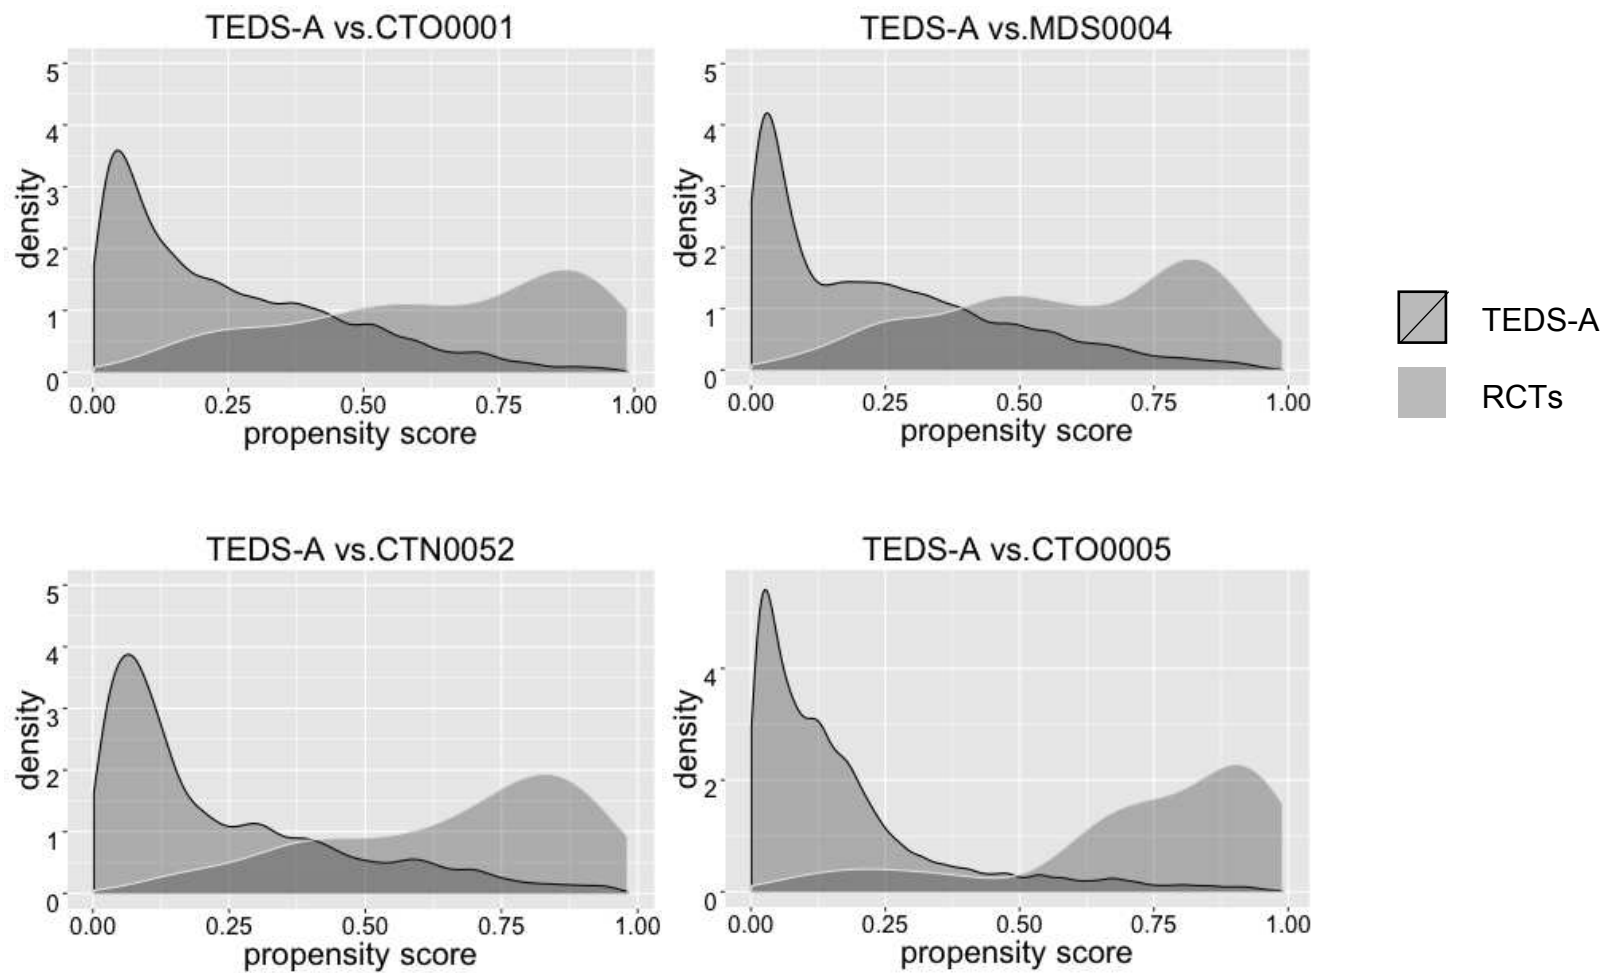 TEDS-A vs.CTO0001
5
4
3
2
1
0
density
0.00 0.25 0.50 0.75 1.00
propensity score
TEDS-A vs.MDS0004
5
4
3
2
1
0
density
0.00 0.25 0.50 0.75 1.00
propensity score
TEDS-A
RCTs
TEDS-A vs.CTN0052
5
4
3
2
1
0
density
0.00 0.25 0.50 0.75 1.00
propensity score
TEDS-A vs.CTO0005
4
2
0
density
0.00 0.25 0.50 0.75 1.00
propensity score